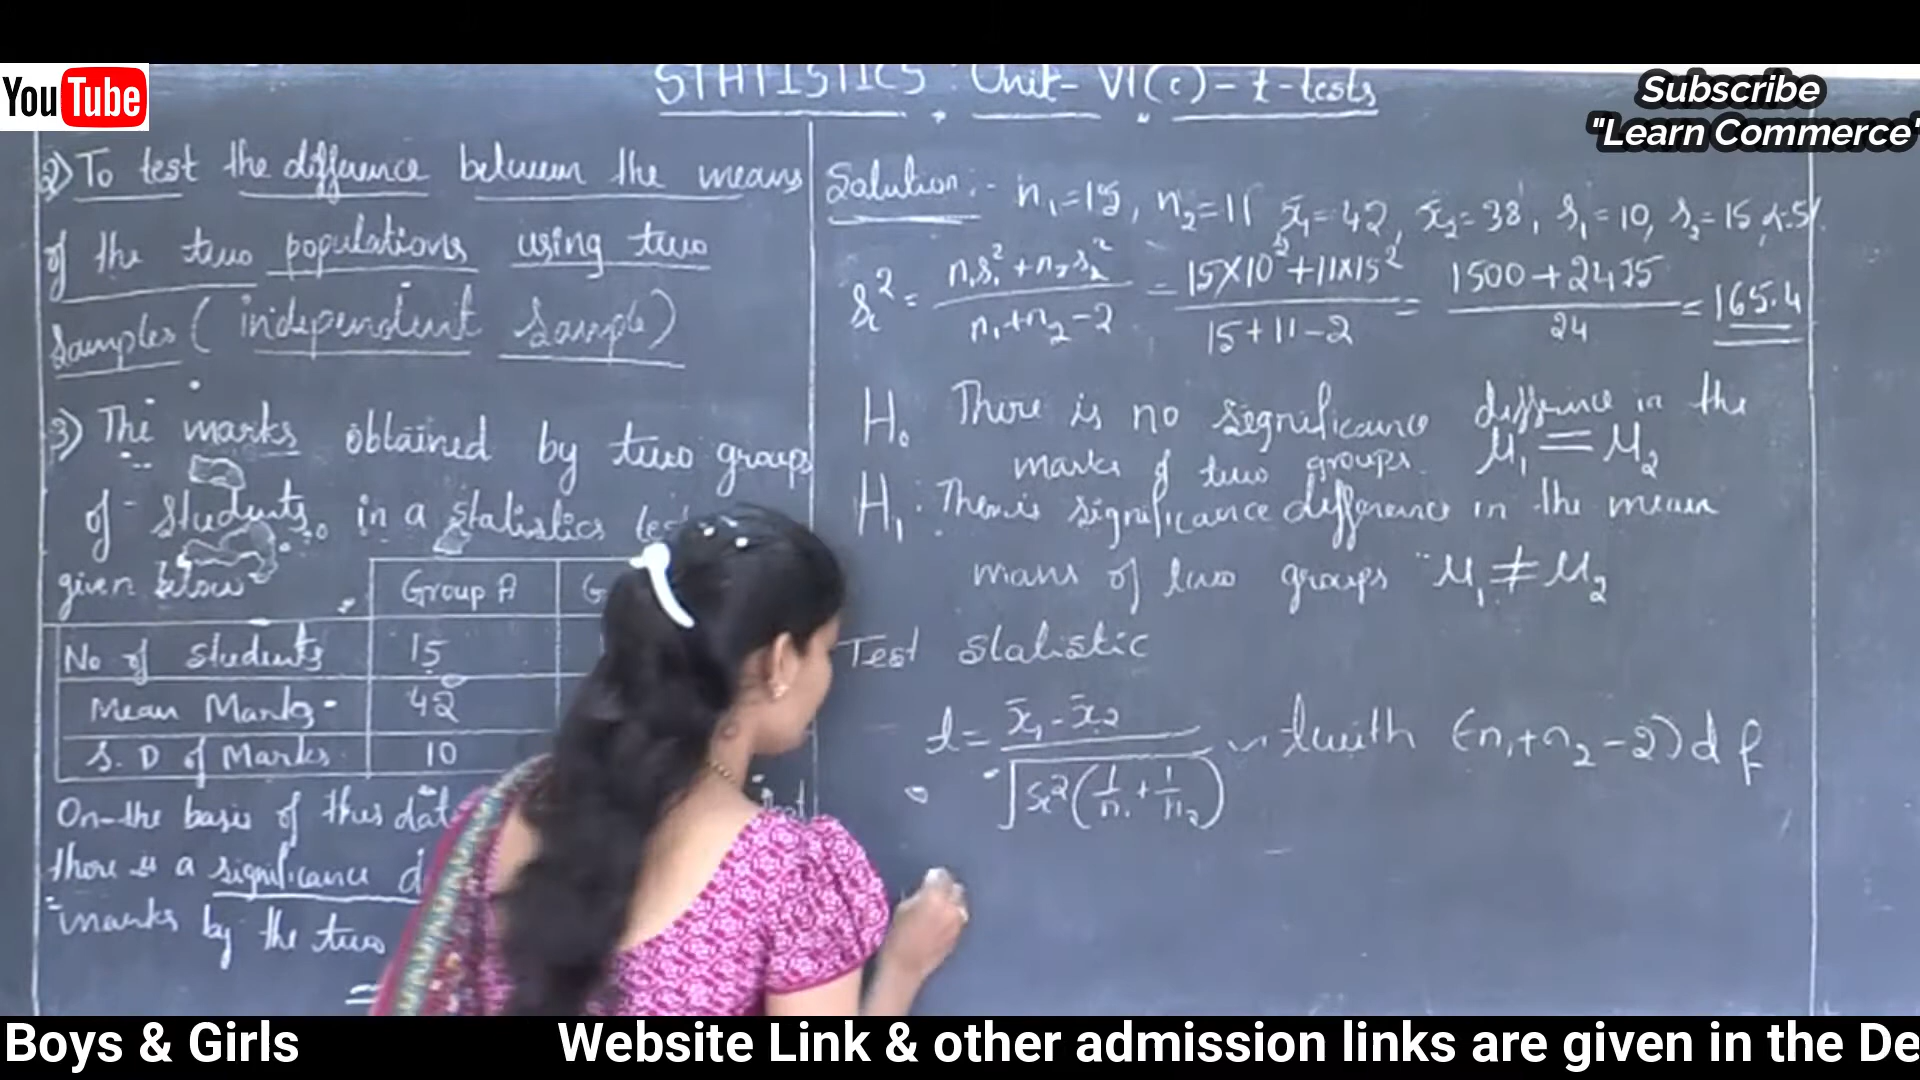 YouTube
Subscribe
"Learn Commerce"
STATISTICS : Unit- VI(c) - t-tests
2) To test the difference between the means
of the two populations using two
Samples ( independent Sample)
3) The marks obtained by two groups
of students in a statistics
given below
Group A
No of students 15
Mean Marks 42
S. D of Marks 10
On the basis of this
there is a significance
marks by the two
Solution :- n₁=15, n₂=11 x̄₁=42, x̄₂=38, s₁=10, s₂=15
s² = (n₁s₁² + n₂s₂²)/(n₁+n₂-2) = (15×10² + 11×15²)/(15+11-2) = (1500 + 2475)/24 = 165.4
H₀ There is no significance difference in the
marks of two groups. μ₁ = μ₂
H₁ : There is significance difference in the mean
of two groups μ₁ ≠ μ₂
Test statistic
t = (x̄₁ - x̄₂)/√(s²(1/n₁ + 1/n₂)) ~ t with (n₁+n₂-2) d f
Boys & Girls Website Link & other admission links are given in the De